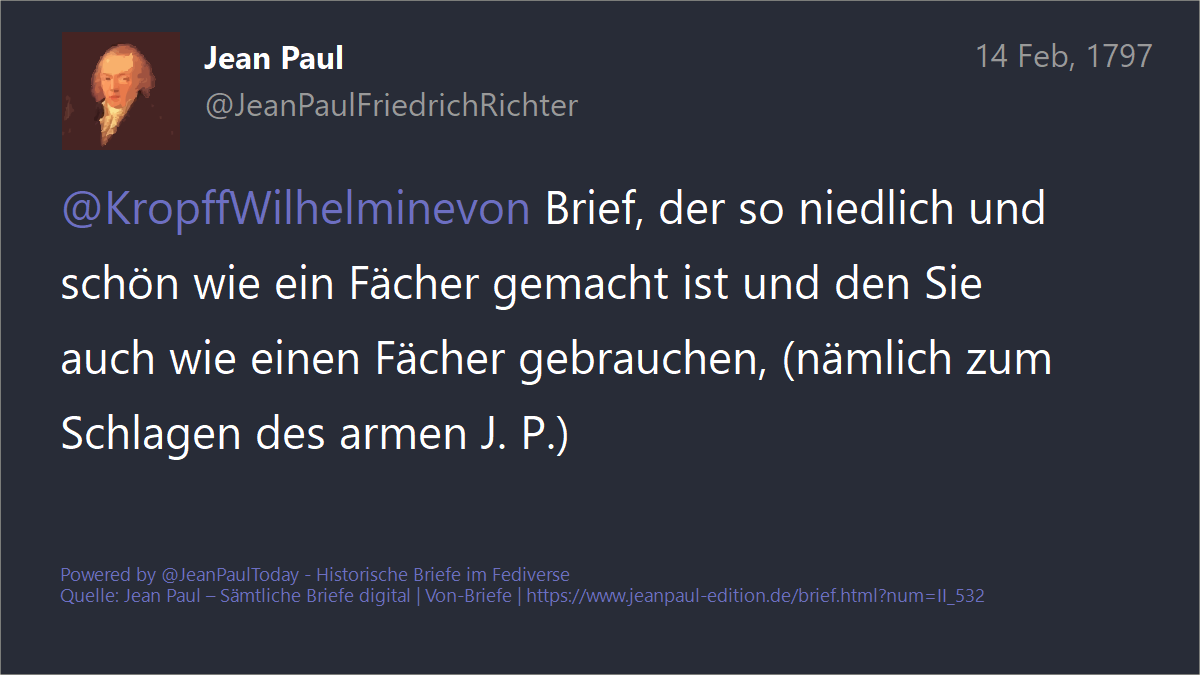 Jean Paul
14 Feb, 1797
@JeanPaulFriedrichRichter
@KropffWilhelminevon Brief, der so niedlich und
schön wie ein Fächer gemacht ist und den Sie
auch wie einen Fächer gebrauchen, (nämlich zum
Schlagen des armen J. P.)
Powered by @JeanPaulToday - Historische Briefe im Fediverse
Quelle: Jean Paul – Sämtliche Briefe digital | Von-Briefe | https://www.jeanpaul-edition.de/brief.html?num=II_532